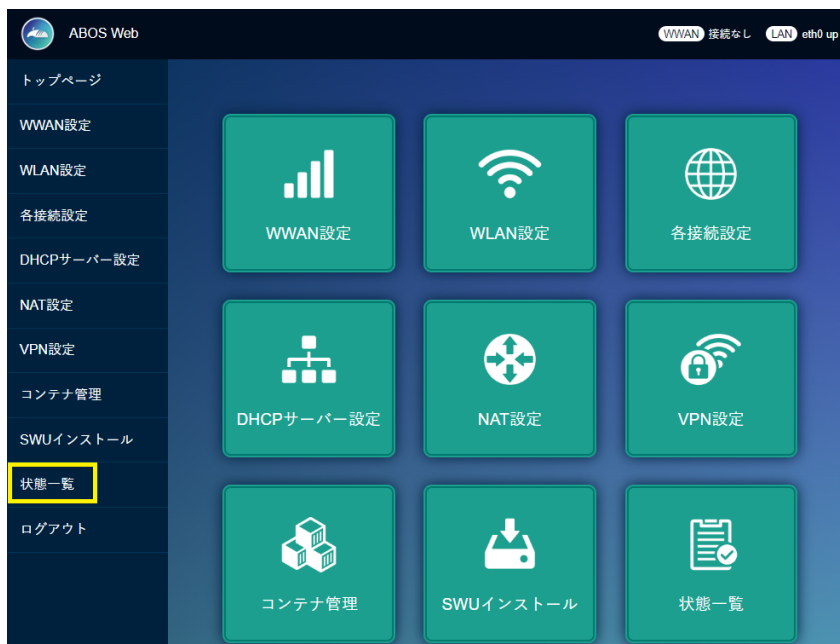 ABOS Web
WWAN 接続なし LAN eth0 up
トップページ
WWAN設定
WLAN設定
各接続設定
DHCPサーバー設定
NAT設定
VPN設定
コンテナ管理
SWUインストール
状態一覧
ログアウト
WWAN設定 WLAN設定 各接続設定
DHCPサーバー設定 NAT設定 VPN設定
コンテナ管理 SWUインストール 状態一覧